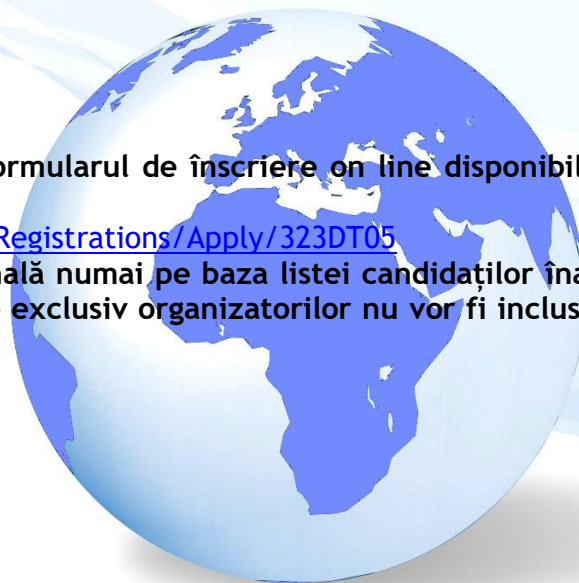 ormularul de înscriere on line disponibil
Registrations/Apply/323DT05
ală numai pe baza listei candidaților îna
exclusiv organizatorilor nu vor fi inclus